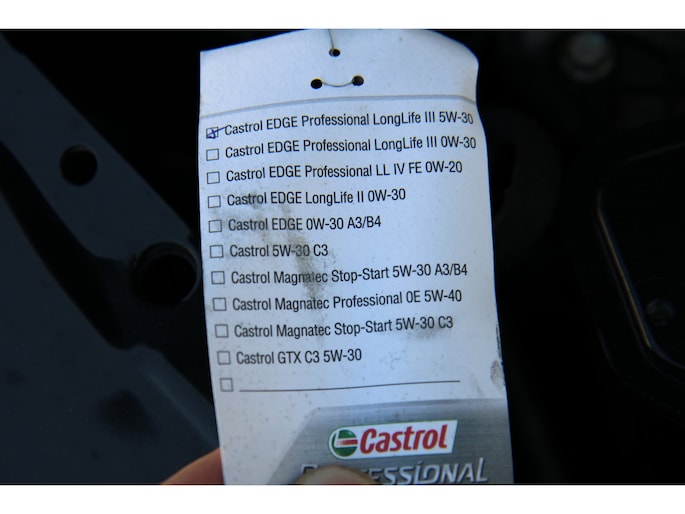 Castrol EDGE Professional LongLife III 5W-30
Castrol EDGE Professional LongLife III 0W-30
Castrol EDGE Professional LL IV FE 0W-20
Castrol EDGE LongLife II 0W-30
Castrol EDGE 0W-30 A3/B4
Castrol 5W-30 C3
Castrol Magnatec Stop-Start 5W-30 A3/B4
Castrol Magnatec Professional OE 5W-40
Castrol Magnatec Stop-Start 5W-30 C3
Castrol GTX C3 5W-30
Castrol
PROFESSIONAL